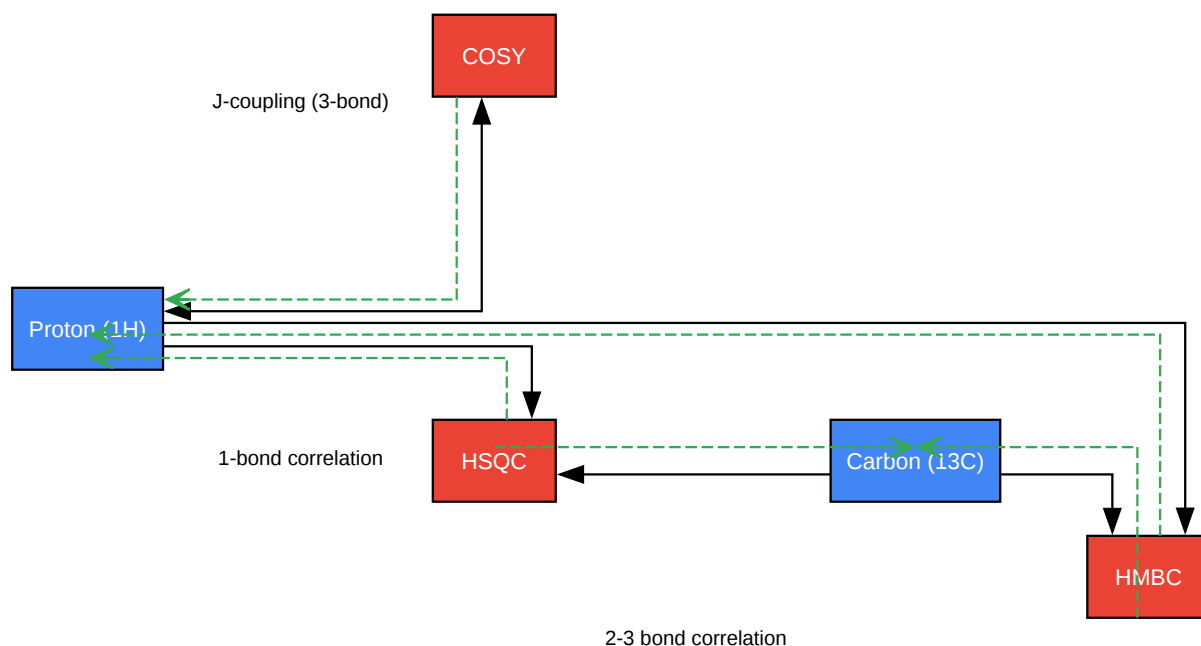 COSY
J-coupling (3-bond)
Proton (1H)
1-bond correlation
HSQC
Carbon (13C)
HMBC
2-3 bond correlation